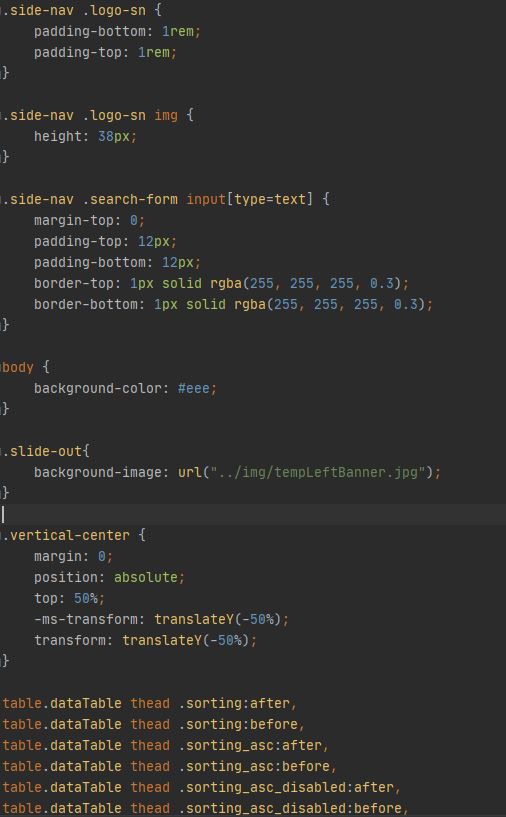 .side-nav .logo-sn {
    padding-bottom: 1rem;
    padding-top: 1rem;
}
.side-nav .logo-sn img {
    height: 38px;
}
.side-nav .search-form input[type=text] {
    margin-top: 0;
    padding-top: 12px;
    padding-bottom: 12px;
    border-top: 1px solid rgba(255, 255, 255, 0.3);
    border-bottom: 1px solid rgba(255, 255, 255, 0.3);
}
body {
    background-color: #eee;
}
.slide-out{
    background-image: url("../img/tempLeftBanner.jpg");
}
.vertical-center {
    margin: 0;
    position: absolute;
    top: 50%;
    -ms-transform: translateY(-50%);
    transform: translateY(-50%);
}
table.dataTable thead .sorting:after,
table.dataTable thead .sorting:before,
table.dataTable thead .sorting_asc:after,
table.dataTable thead .sorting_asc:before,
table.dataTable thead .sorting_asc_disabled:after,
table.dataTable thead .sorting_asc_disabled:before,